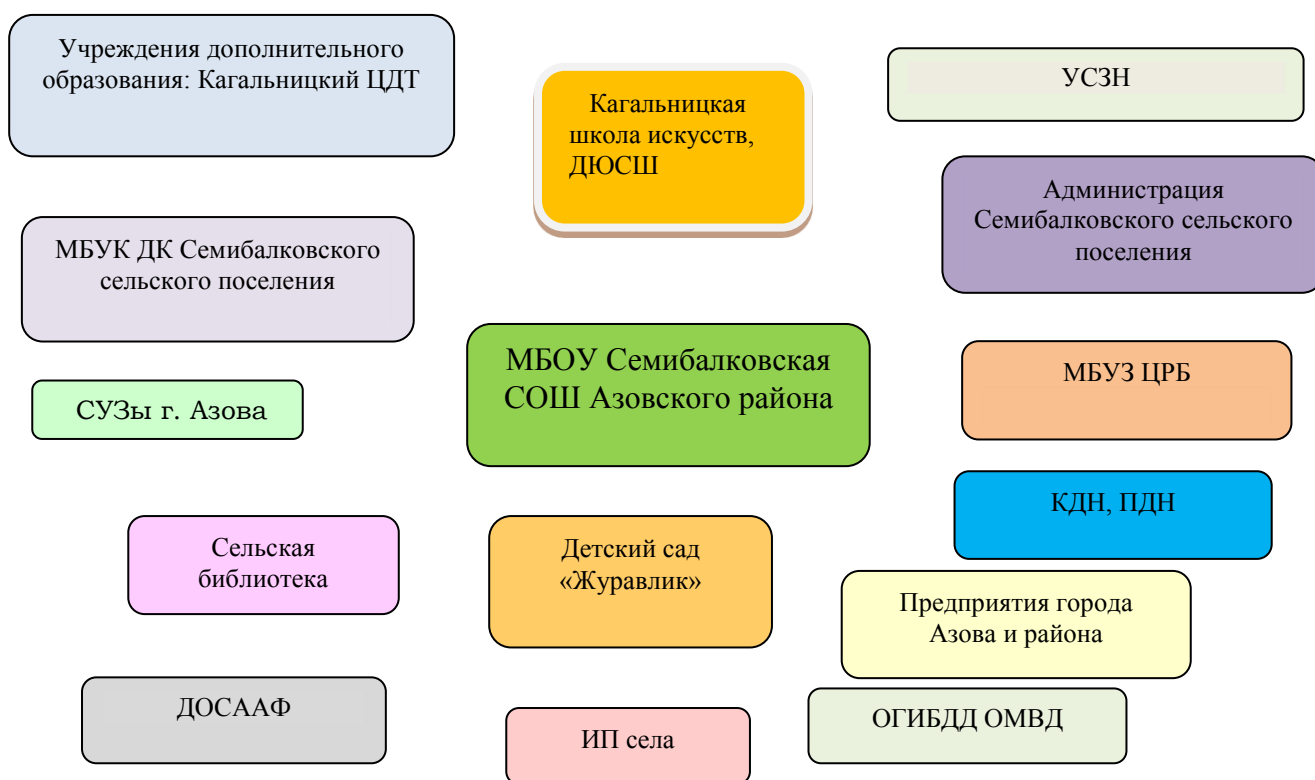 Учреждения дополнительного
образования: Кагальницкий ЦДТ
Кагальницкая
школа искусств,
ДЮСШ
УСЗН
Администрация
Семибалковского сельского
поселения
МБУК ДК Семибалковского
сельского поселения
МБОУ Семибалковская
СОШ Азовского района
МБУЗ ЦРБ
СУЗы г. Азова
КДН, ПДН
Сельская
библиотека
Детский сад
«Журавлик»
Предприятия города
Азова и района
ДОСААФ
ИП села
ОГИБДД ОМВД